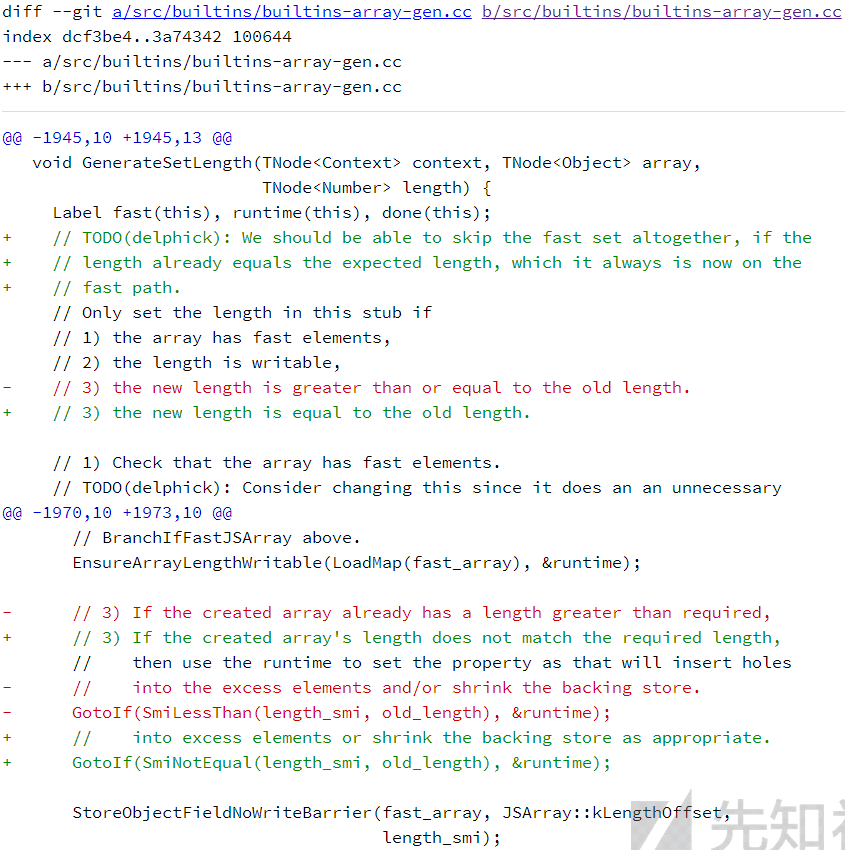 diff --git a/src/builtins/builtins-array-gen.cc b/src/builtins/builtins-array-gen.cc
index dcf3be4..3a74342 100644
--- a/src/builtins/builtins-array-gen.cc
+++ b/src/builtins/builtins-array-gen.cc
@@ -1945,10 +1945,13 @@
   void GenerateSetLength(TNode<Context> context, TNode<Object> array,
                          TNode<Number> length) {
     Label fast(this), runtime(this), done(this);
+    // TODO(delphick): We should be able to skip the fast set altogether, if the
+    // length already equals the expected length, which it always is now on the
+    // fast path.
     // Only set the length in this stub if
     // 1) the array has fast elements,
     // 2) the length is writable,
-    // 3) the new length is greater than or equal to the old length.
+    // 3) the new length is equal to the old length.
     // 1) Check that the array has fast elements.
     // TODO(delphick): Consider changing this since it does an an unnecessary
@@ -1970,10 +1973,10 @@
       // BranchIfFastJSArray above.
       EnsureArrayLengthWritable(LoadMap(fast_array), &runtime);
-      // 3) If the created array already has a length greater than required,
+      // 3) If the created array's length does not match the required length,
       //    then use the runtime to set the property as that will insert holes
-      //    into the excess elements and/or shrink the backing store.
-      GotoIf(SmiLessThan(length_smi, old_length), &runtime);
+      //    into excess elements or shrink the backing store as appropriate.
+      GotoIf(SmiNotEqual(length_smi, old_length), &runtime);
       StoreObjectFieldNoWriteBarrier(fast_array, JSArray::kLengthOffset,
                                      length_smi);
先知